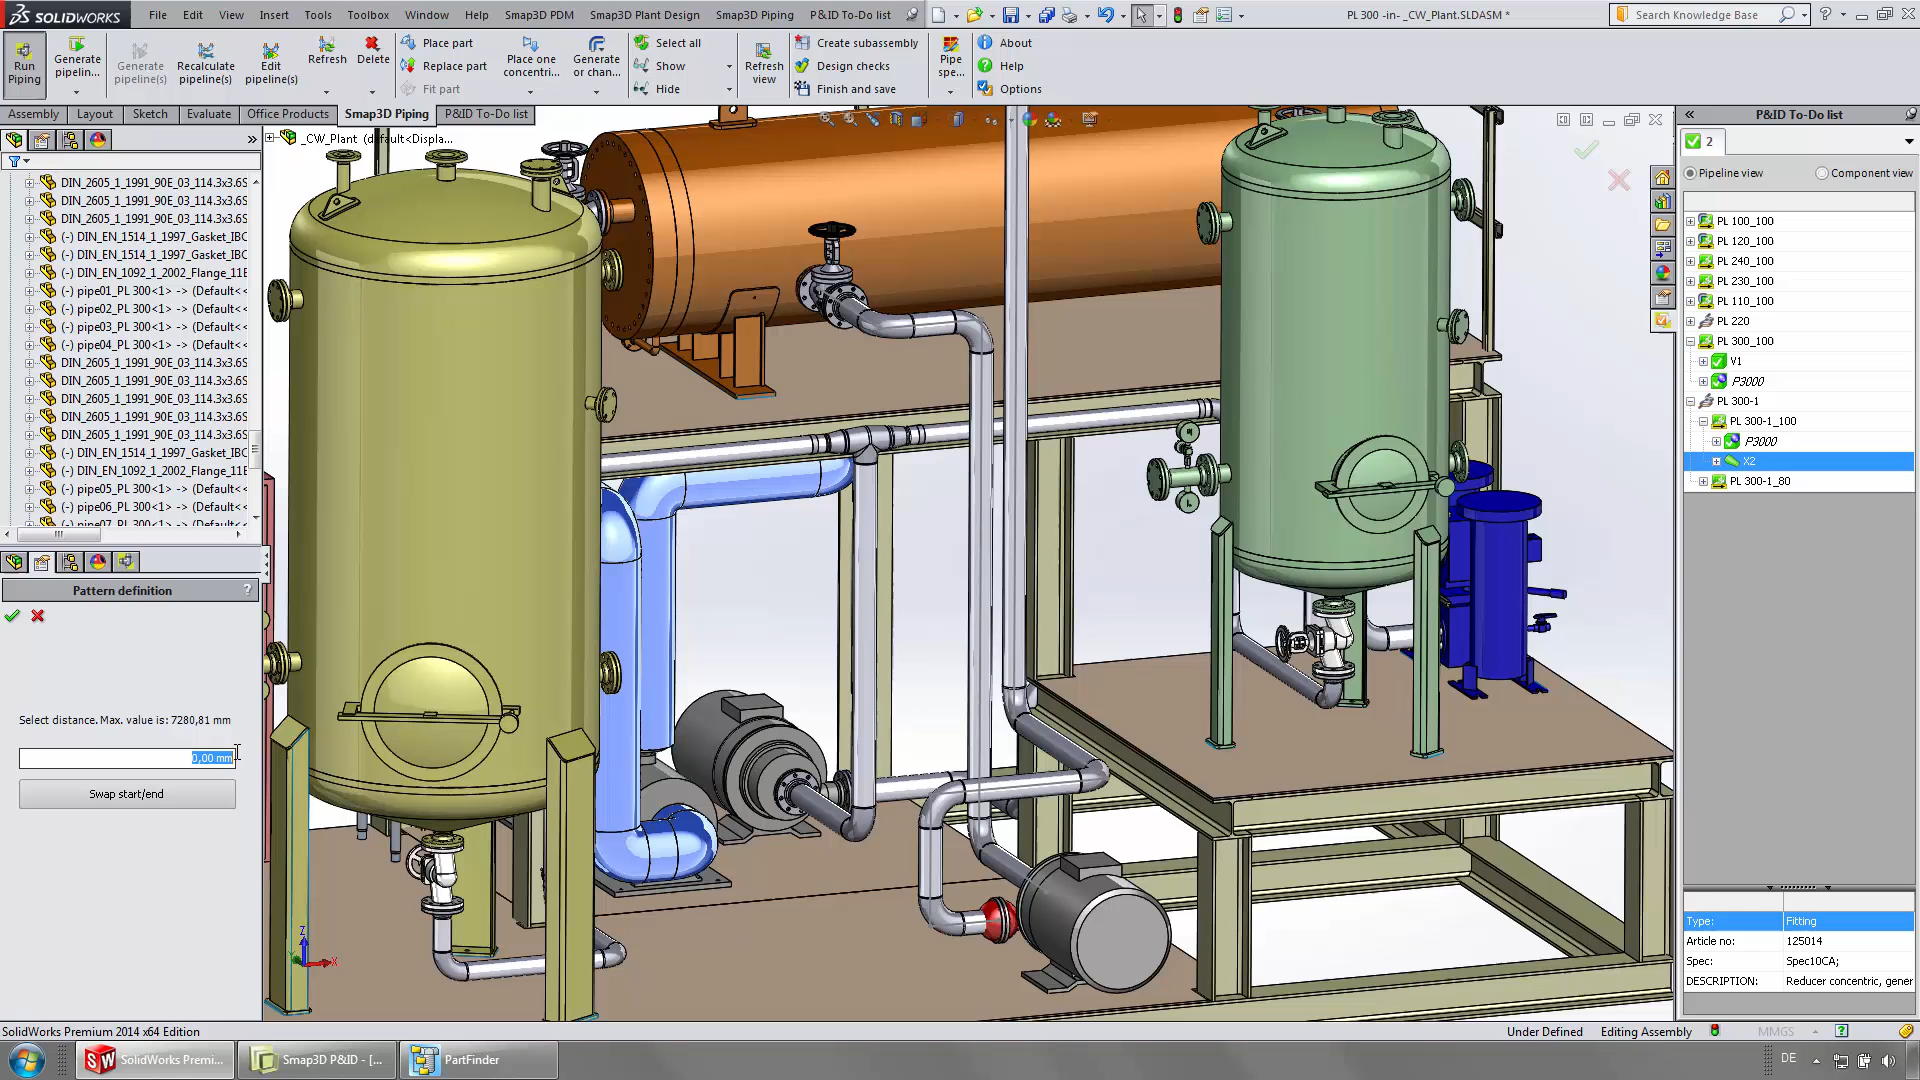 SOLIDWORKS File Edit View Insert Tools Toolbox Window Help Smap3D PDM Smap3D Plant Design Smap3D Piping P&ID To-Do list PL 300 -in- _CW_Plant.SLDASM * Search Knowledge Base
Run Piping
Generate pipelin...
Generate pipeline(s)
Recalculate pipeline(s)
Edit pipeline(s)
Refresh
Delete
Place part
Replace part
Fit part
Place one concentri...
Generate or chan...
Select all
Show
Hide
Refresh view
Create subassembly
Design checks
Finish and save
Pipe spe...
About
Help
Options
Assembly Layout Sketch Evaluate Office Products Smap3D Piping P&ID To-Do list
_CW_Plant (default<Displa...
DIN_2605_1_1991_90E_03_114.3x3.6S
DIN_2605_1_1991_90E_03_114.3x3.6S
DIN_2605_1_1991_90E_03_114.3x3.6S
(-) DIN_EN_1514_1_1997_Gasket_IBC
(-) DIN_EN_1514_1_1997_Gasket_IBC
(-) DIN_EN_1092_1_2002_Flange_11E
(-) pipe01_PL 300<1> -> (Default<<
(-) pipe02_PL 300<1> -> (Default<<
(-) pipe03_PL 300<1> -> (Default<<
(-) pipe04_PL 300<1> -> (Default<<
DIN_2605_1_1991_90E_03_114.3x3.6S
DIN_2605_1_1991_90E_03_114.3x3.6S
DIN_2605_1_1991_90E_03_114.3x3.6S
DIN_2605_1_1991_90E_03_114.3x3.6S
DIN_2605_1_1991_90E_03_114.3x3.6S
(-) DIN_EN_1514_1_1997_Gasket_IBC
(-) DIN_EN_1092_1_2002_Flange_11E
(-) pipe05_PL 300<1> -> (Default<<
(-) pipe06_PL 300<1> -> (Default<<
(-) pipe07_PL 300<1> -> (Default<<
Pattern definition ?
Select distance. Max. value is: 7280,81 mm
0,00 mm
Swap start/end
Z
X
P&ID To-Do list
2
Pipeline view Component view
PL 100_100
PL 120_100
PL 240_100
PL 230_100
PL 110_100
PL 220
PL 300_100
V1
P3000
PL 300-1
PL 300-1_100
P3000
X2
PL 300-1_80
Type: Fitting
Article no: 125014
Spec: Spec10CA;
DESCRIPTION: Reducer concentric, gener
SolidWorks Premium 2014 x64 Edition Under Defined Editing Assembly MMGS
SolidWorks Premi... Smap3D P&ID - [... PartFinder DE